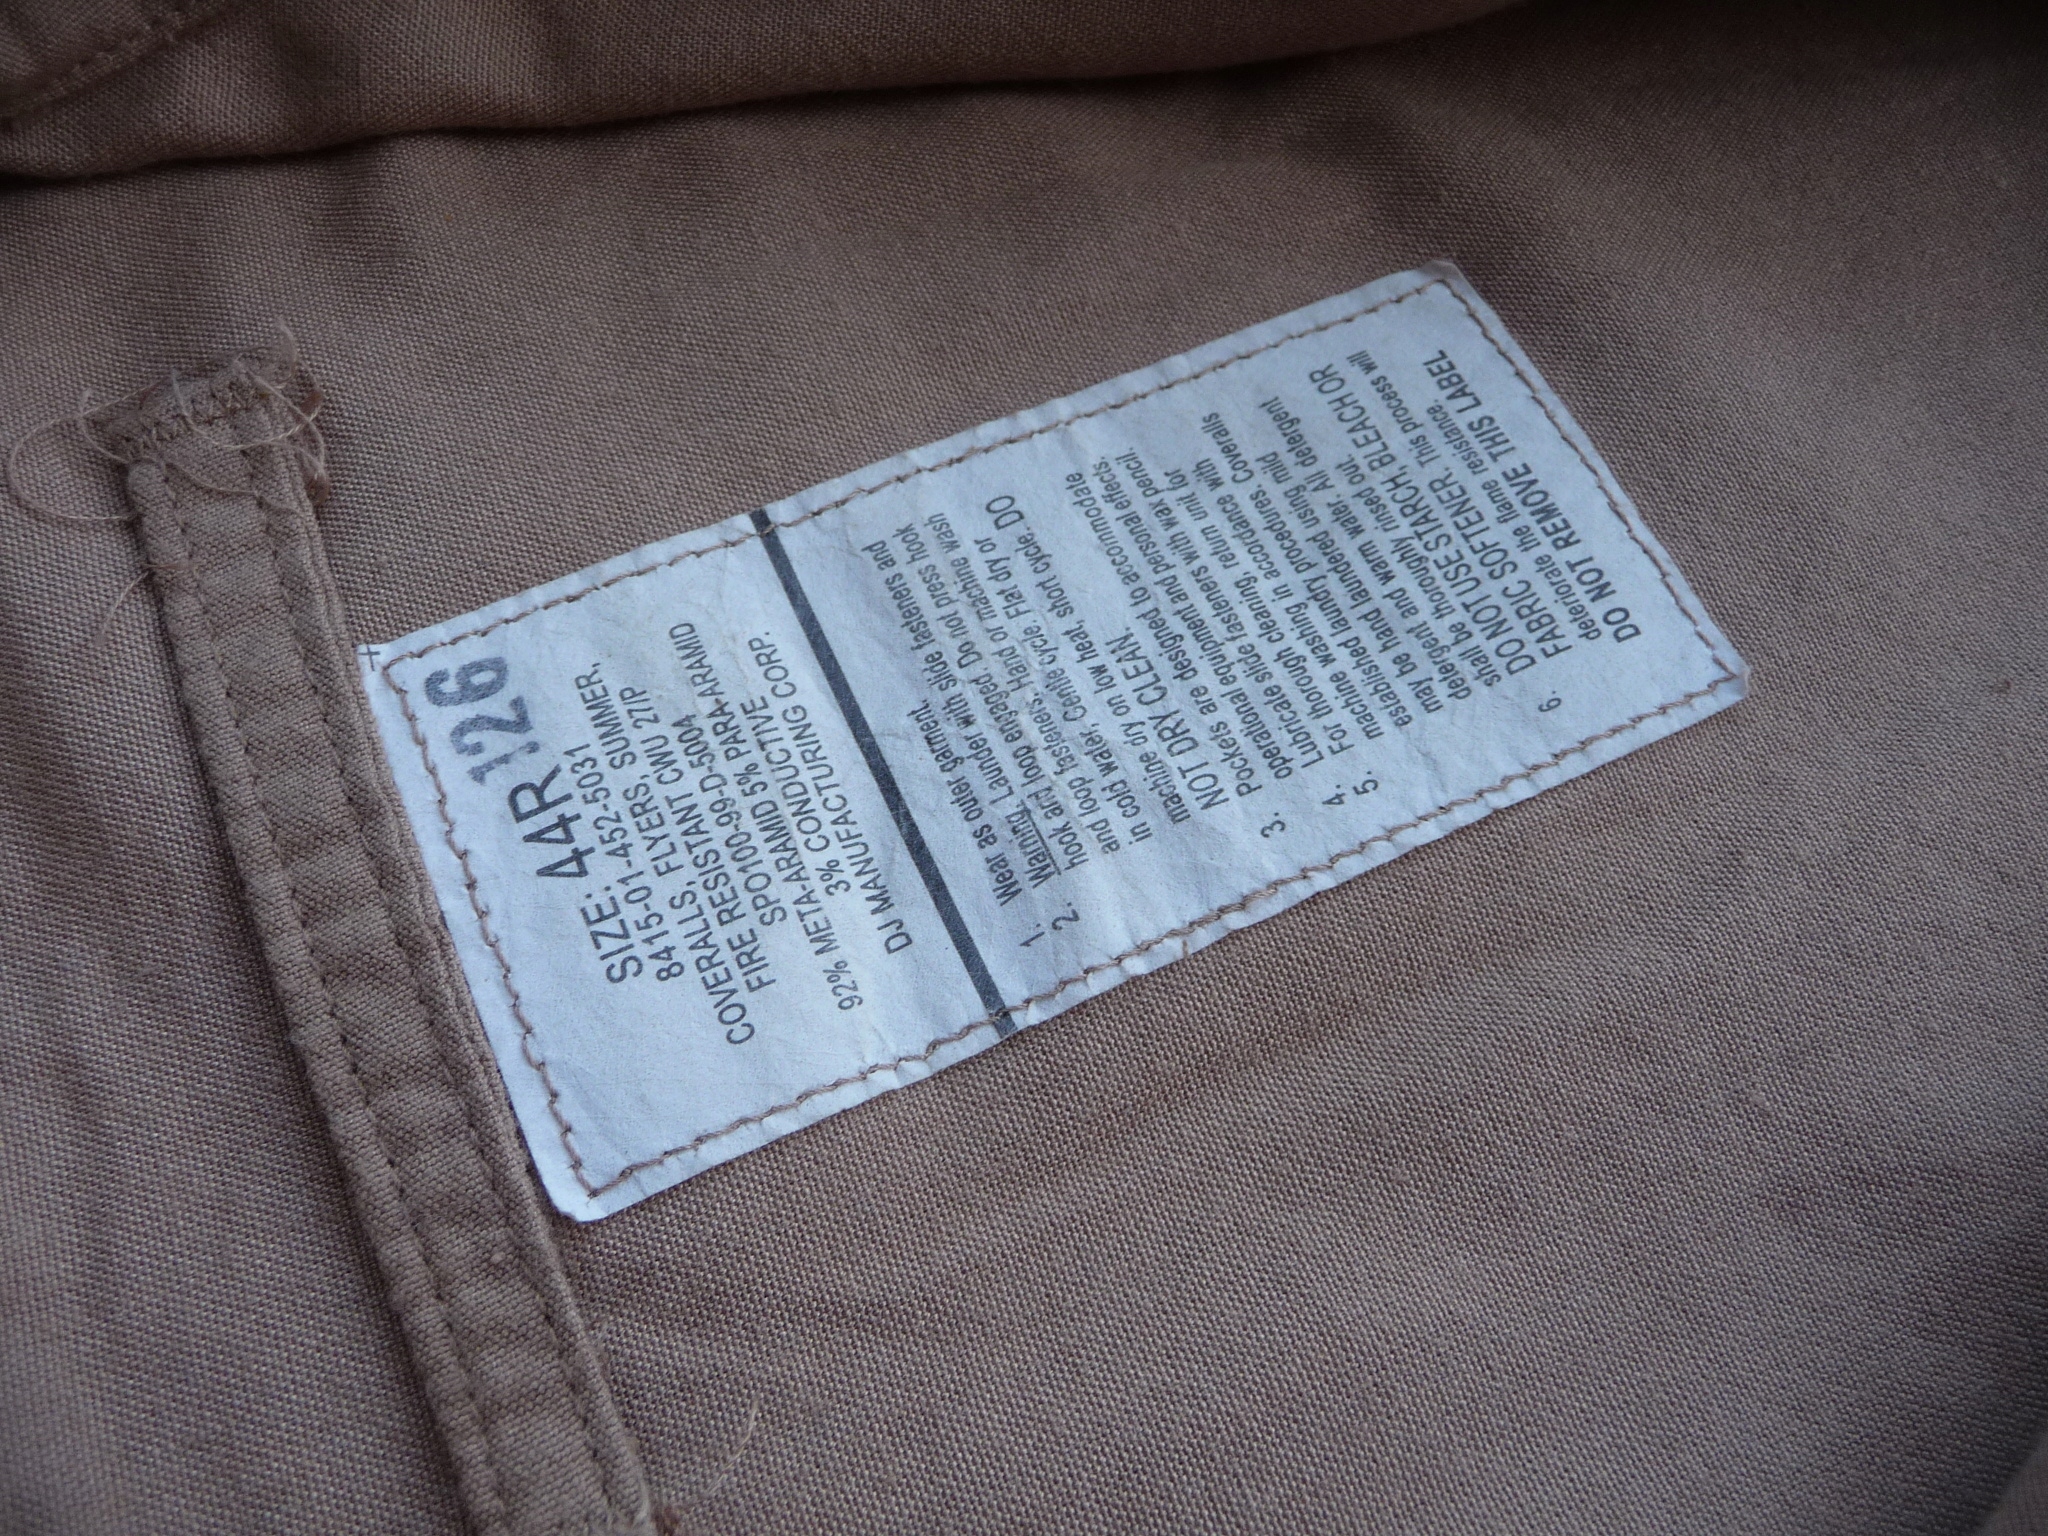 126
SIZE: 44R
8415-01-452-5031
COVERALLS, FLYERS, SUMMER,
FIRE RESISTANT CWU 27/P
SPO100-99-D-5004
92% META-ARAMID 5% PARA-ARAMID
3% CONDUCTIVE
DJ MANUFACTURING CORP.
1. Wear as outer garment.
2. Warning. Launder with slide fasteners and
hook and loop engaged. Do not press hook
and loop fasteners. Hand or machine wash
in cold water, Gentle cycle. Flat dry or
machine dry on low heat, short cycle. DO
NOT DRY CLEAN.
3. Pockets are designed to accommodate
operational equipment and personal effects.
4. Lubricate slide fasteners with wax pencil.
5. For thorough cleaning, return unit for
machine washing in accordance with
established laundry procedures. Coveralls
may be hand laundered using mild
detergent and warm water. All detergent
shall be thoroughly rinsed out.
6. DO NOT USE STARCH, BLEACH OR
FABRIC SOFTENER. This process will
deteriorate the flame resistance.
DO NOT REMOVE THIS LABEL